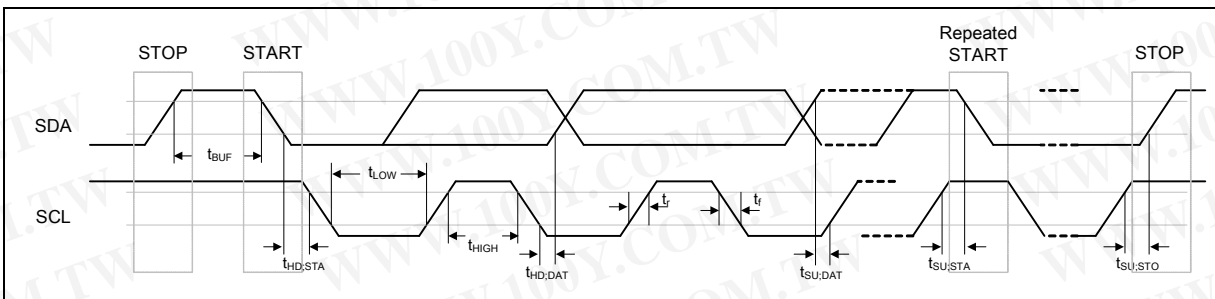 STOP START Repeated START STOP
SDA
tBUF
tLOW
SCL
tr tf
tHIGH
tHD;STA tHD;DAT tSU;DAT tSU;STA tSU;STO
WWW.100Y.COM.TW